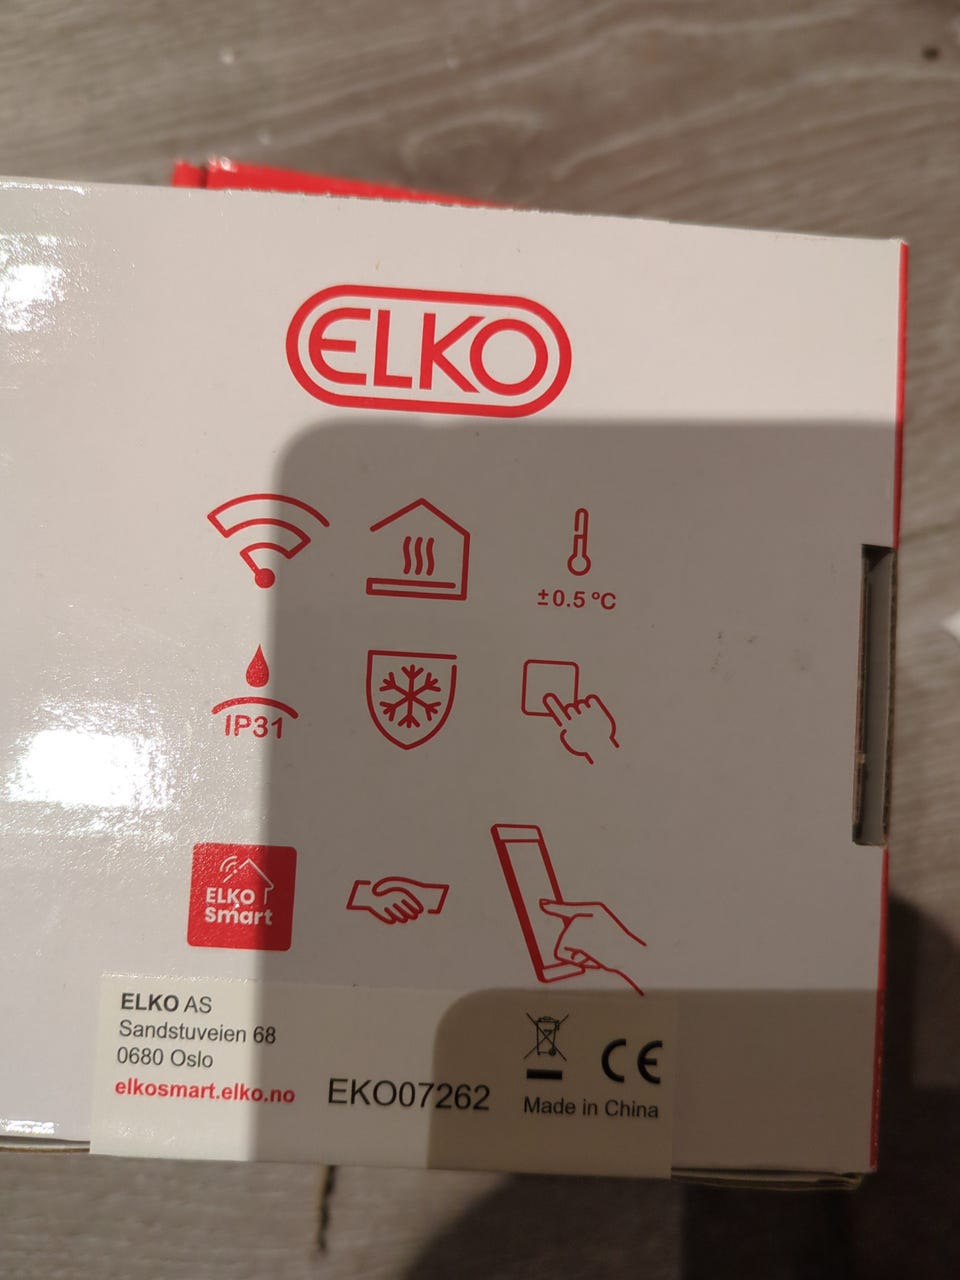 ELKO
±0.5 ºC
IP31
ELKO
Smart
ELKO AS
Sandstuveien 68
0680 Oslo
elkosmart.elko.no
EKO07262
CE
Made in China